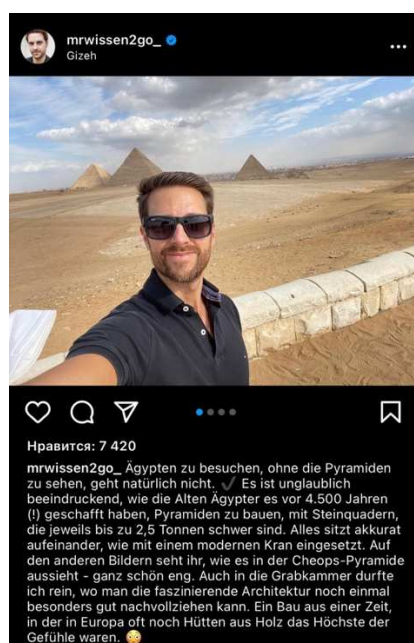 mrwissen2go_
Gizeh
Нравится: 7 420
mrwissen2go_ Ägypten zu besuchen, ohne die Pyramiden
zu sehen, geht natürlich nicht. ✔️ Es ist unglaublich
beeindruckend, wie die Alten Ägypter es vor 4.500 Jahren
(!) geschafft haben, Pyramiden zu bauen, mit Steinquadern,
die jeweils bis zu 2,5 Tonnen schwer sind. Alles sitzt akkurat
aufeinander, wie mit einem modernen Kran eingesetzt. Auf
den anderen Bildern seht ihr, wie es in der Cheops-Pyramide
aussieht - ganz schön eng. Auch in die Grabkammer durfte
ich rein, wo man die faszinierende Architektur noch einmal
besonders gut nachvollziehen kann. Ein Bau aus einer Zeit,
in der in Europa oft noch Hütten aus Holz das Höchste der
Gefühle waren. 😳